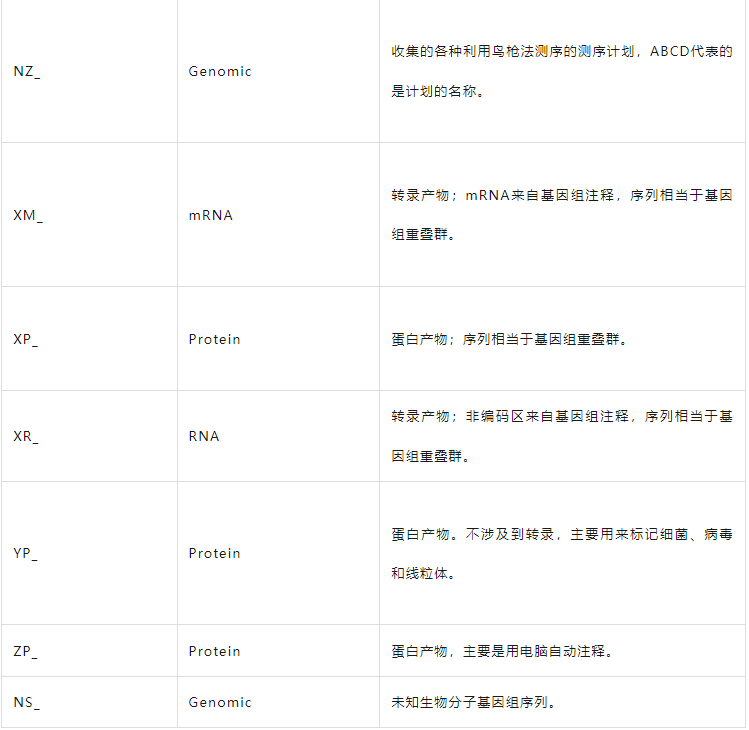 NZ_
Genomic
收集的各种利用鸟枪法测序的测序计划，ABCD代表的
是计划的名称。
XM_
mRNA
转录产物；mRNA来自基因组注释，序列相当于基因
组重叠群。
XP_
Protein
蛋白产物；序列相当于基因组重叠群。
XR_
RNA
转录产物；非编码区来自基因组注释，序列相当于基
因组重叠群。
YP_
Protein
蛋白产物。不涉及到转录，主要用来标记细菌、病毒
和线粒体。
ZP_
Protein
蛋白产物，主要是用电脑自动注释。
NS_
Genomic
未知生物分子基因组序列。